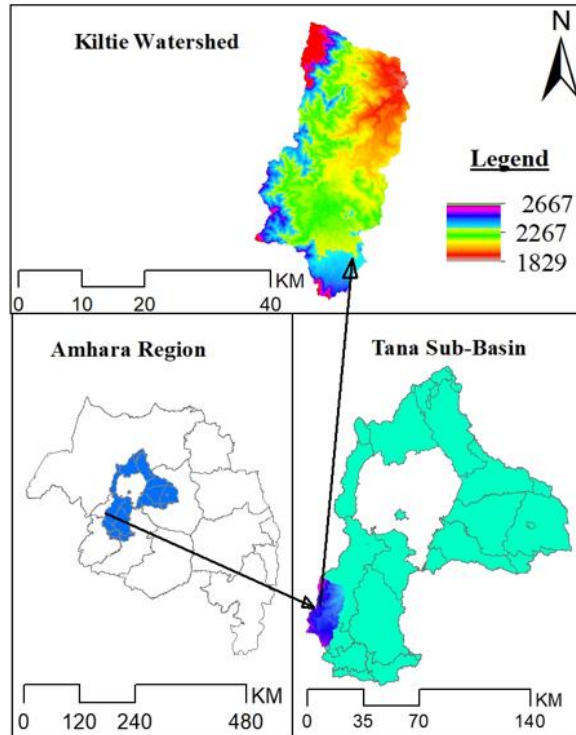 Kiltie Watershed
N
Legend
2667
2267
1829
KM
0 10 20 40
Amhara Region
Tana Sub-Basin
KM
0 120 240 480
KM
0 35 70 140